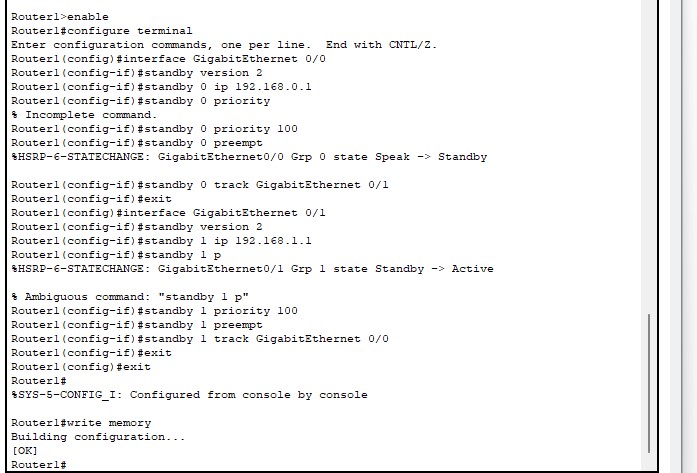 Router1>enable
Router1#configure terminal
Enter configuration commands, one per line.  End with CNTL/Z.
Router1(config)#interface GigabitEthernet 0/0
Router1(config-if)#standby version 2
Router1(config-if)#standby 0 ip 192.168.0.1
Router1(config-if)#standby 0 priority
% Incomplete command.
Router1(config-if)#standby 0 priority 100
Router1(config-if)#standby 0 preempt
%HSRP-6-STATECHANGE: GigabitEthernet0/0 Grp 0 state Speak -> Standby
Router1(config-if)#standby 0 track GigabitEthernet 0/1
Router1(config-if)#exit
Router1(config)#interface GigabitEthernet 0/1
Router1(config-if)#standby version 2
Router1(config-if)#standby 1 ip 192.168.1.1
Router1(config-if)#standby 1 p
%HSRP-6-STATECHANGE: GigabitEthernet0/1 Grp 1 state Standby -> Active
% Ambiguous command: "standby 1 p"
Router1(config-if)#standby 1 priority 100
Router1(config-if)#standby 1 preempt
Router1(config-if)#standby 1 track GigabitEthernet 0/0
Router1(config-if)#exit
Router1(config)#exit
Router1#
%SYS-5-CONFIG_I: Configured from console by console
Router1#write memory
Building configuration...
[OK]
Router1#